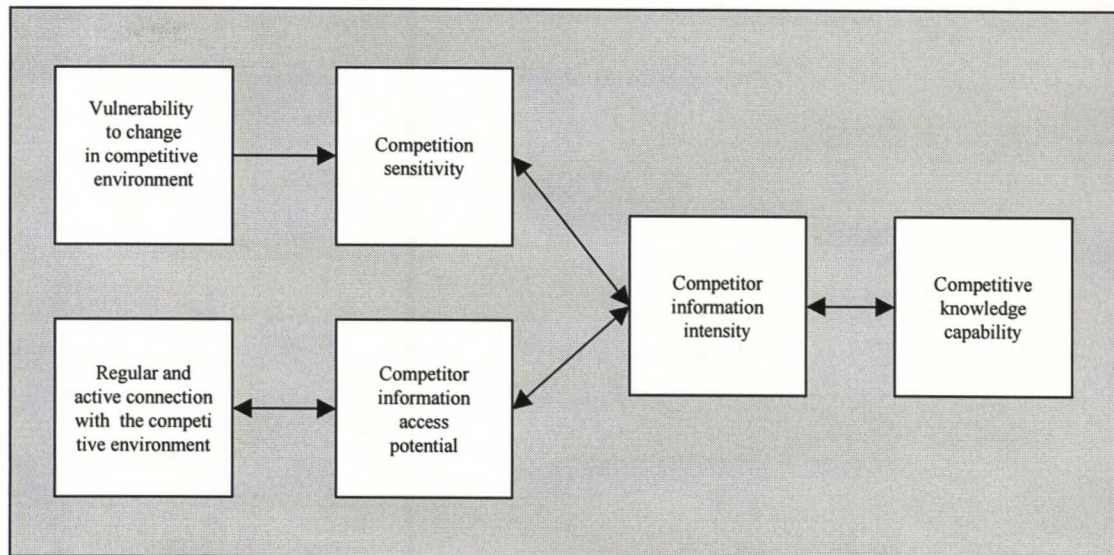 Vulnerability
to change
in competitive
environment
Competition
sensitivity
Competitor
information
intensity
Competitive
knowledge
capability
Regular and
active connection
with the competi
tive environment
Competitor
information
access
potential